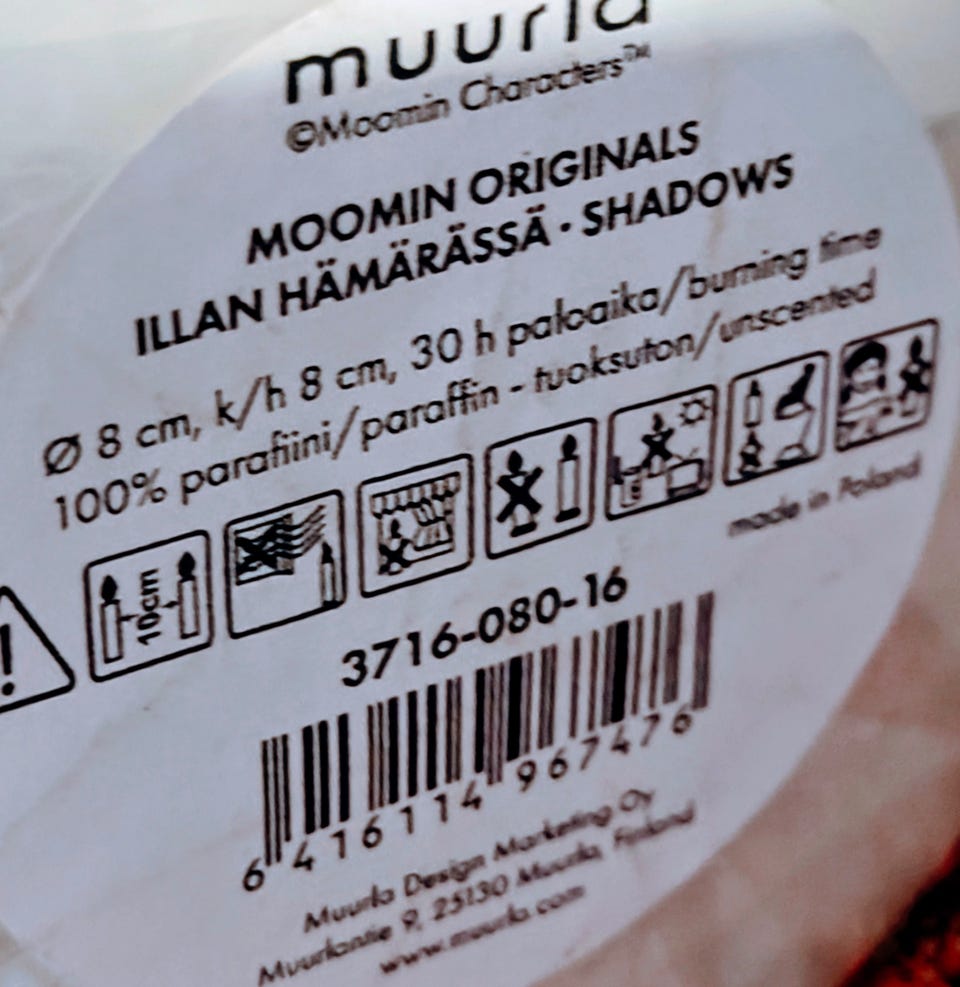 muurla
©Moomin Characters™
MOOMIN ORIGINALS
ILLAN HÄMÄRÄSSÄ · SHADOWS
Ø 8 cm, k/h 8 cm, 30 h paloaika/burning time
100% parafiini/paraffin - tuoksuton/unscented
!
10cm
made in Poland
3716-080-16
6 416114 967476
Muurla Design Marketing Oy
Muurlantie 9, 25130 Muurla, Finland
www.muurla.com